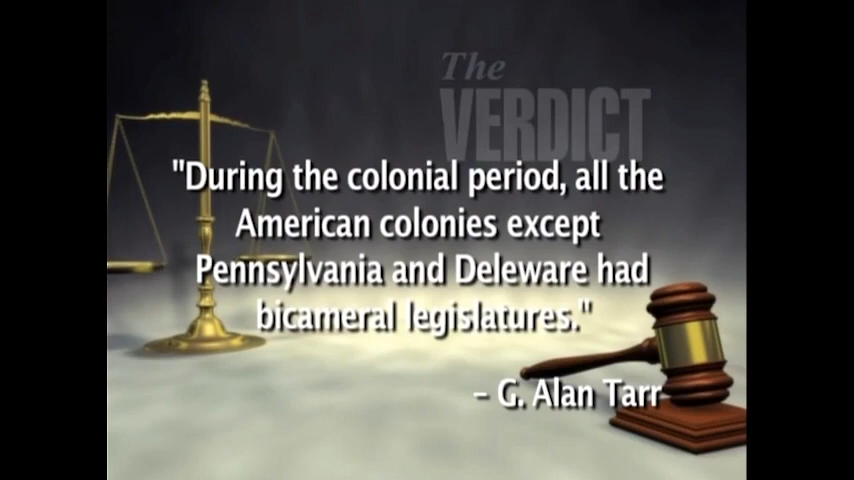 The
VERDICT
"During the colonial period, all the
American colonies except
Pennsylvania and Deleware had
bicameral legislatures."
– G. Alan Tarr